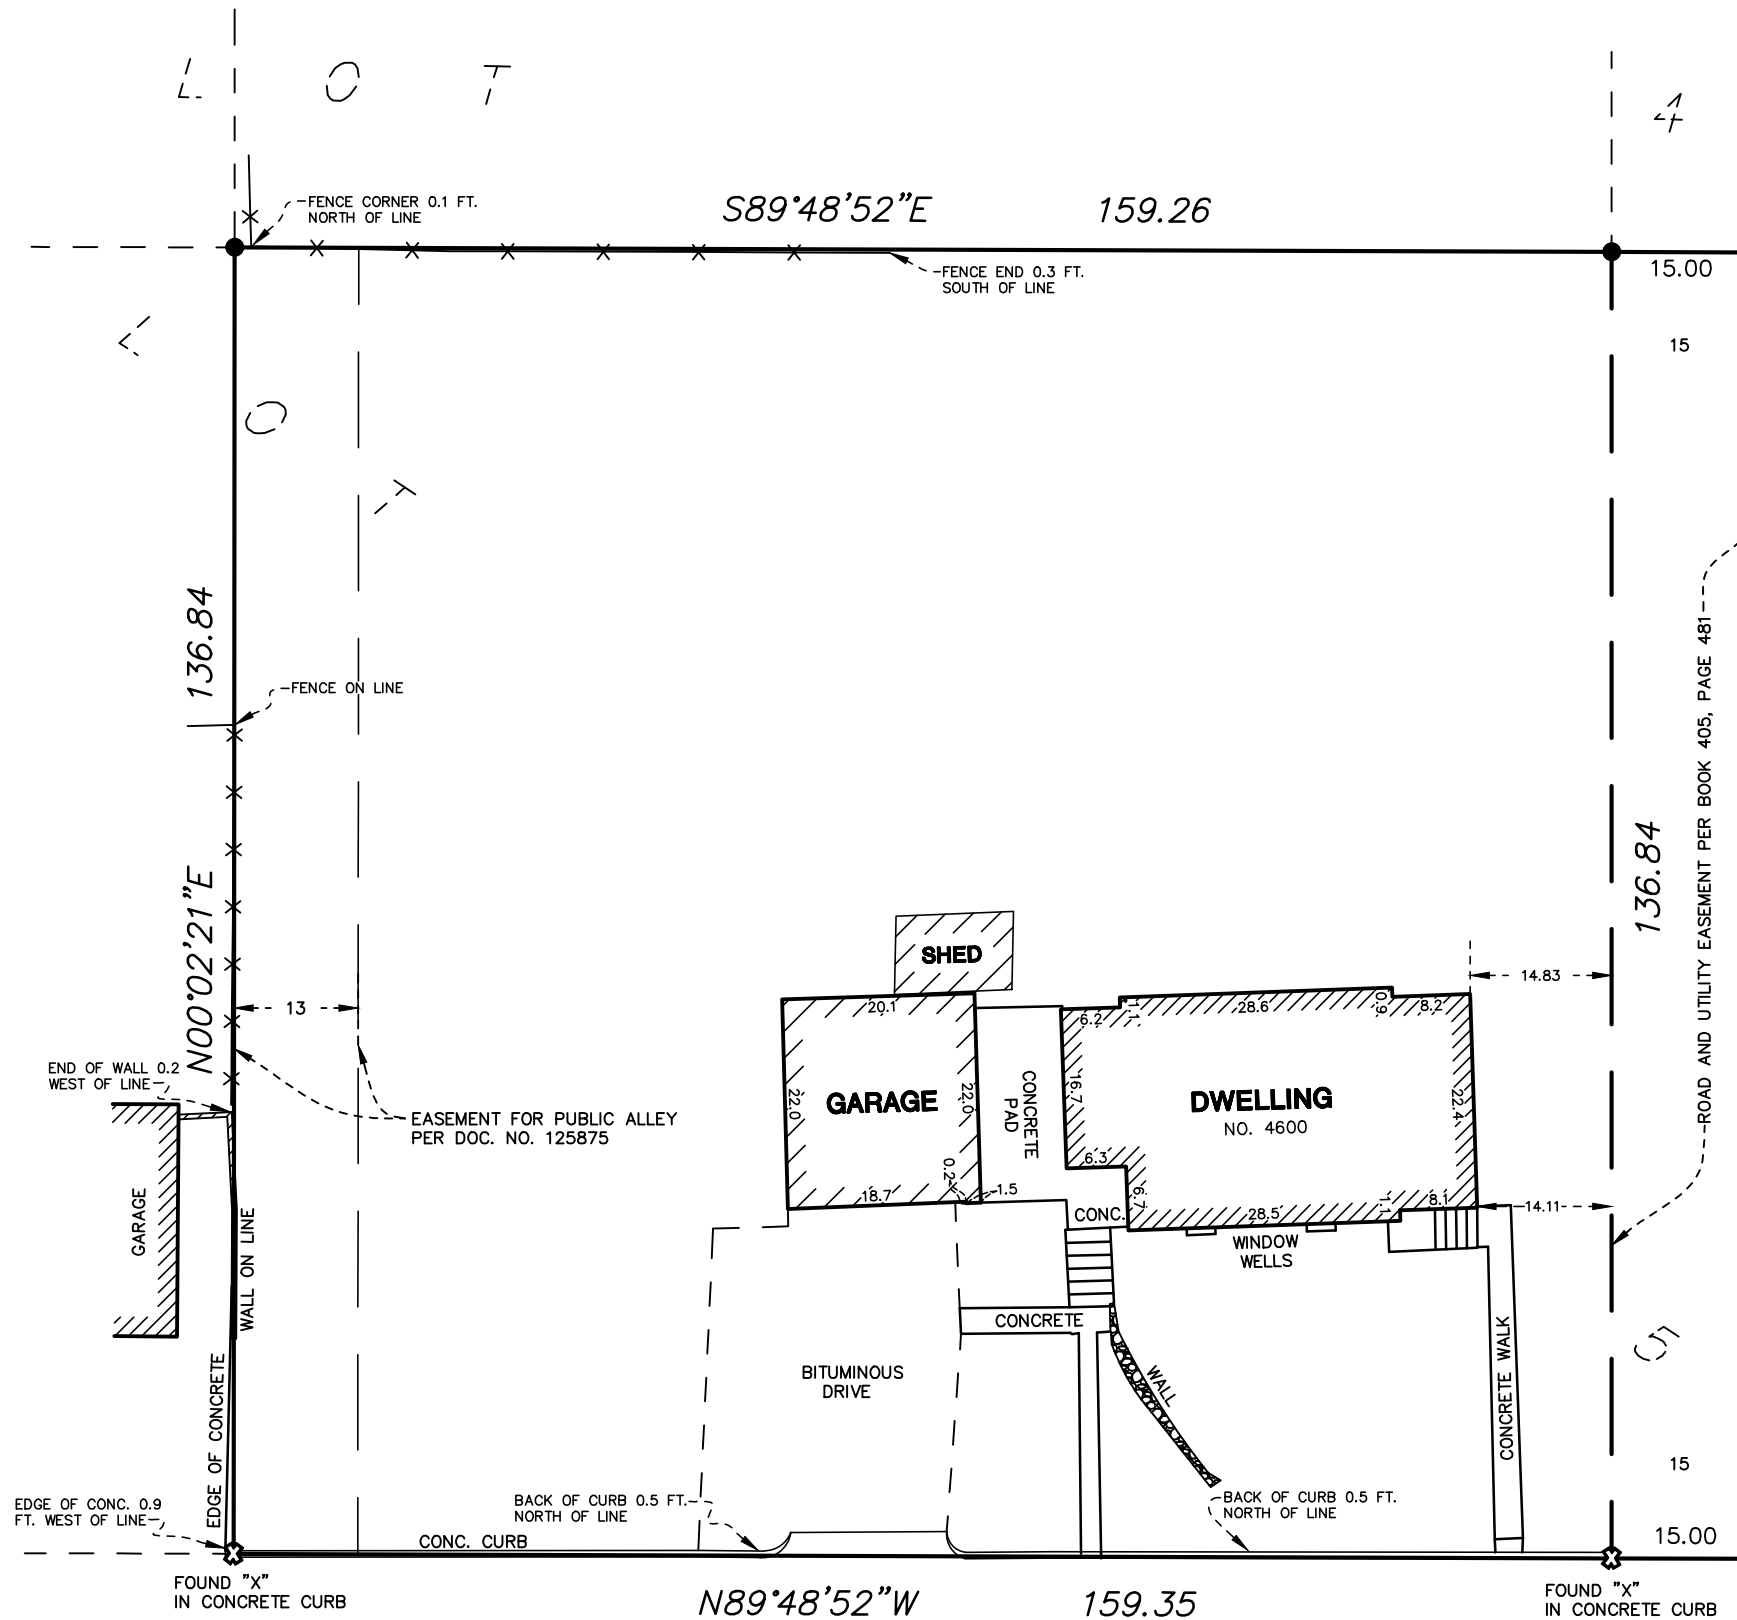 L O T
4
FENCE CORNER 0.1 FT.
NORTH OF LINE
S89°48'52"E 159.26
FENCE END 0.3 FT.
SOUTH OF LINE
15.00
15
L O T
136.84
FENCE ON LINE
N00°02'21"E
13
END OF WALL 0.2
WEST OF LINE
EASEMENT FOR PUBLIC ALLEY
PER DOC. NO. 125875
GARAGE
WALL ON LINE
EDGE OF CONCRETE
EDGE OF CONC. 0.9
FT. WEST OF LINE
FOUND "X"
IN CONCRETE CURB
CONC. CURB
SHED
20.1
22.0
GARAGE
22.0
18.7
0.2
1.5
CONCRETE
PAD
6.2
1.1
28.6
0.9
8.2
16.7
DWELLING
NO. 4600
22.4
6.3
6.7
28.5
1.1
8.1
14.83
14.11
CONC.
WINDOW
WELLS
CONCRETE
WALL
BITUMINOUS
DRIVE
CONCRETE WALK
BACK OF CURB 0.5 FT.
NORTH OF LINE
BACK OF CURB 0.5 FT.
NORTH OF LINE
136.84
ROAD AND UTILITY EASEMENT PER BOOK 405, PAGE 481
5
15
15.00
N89°48'52"W 159.35
FOUND "X"
IN CONCRETE CURB